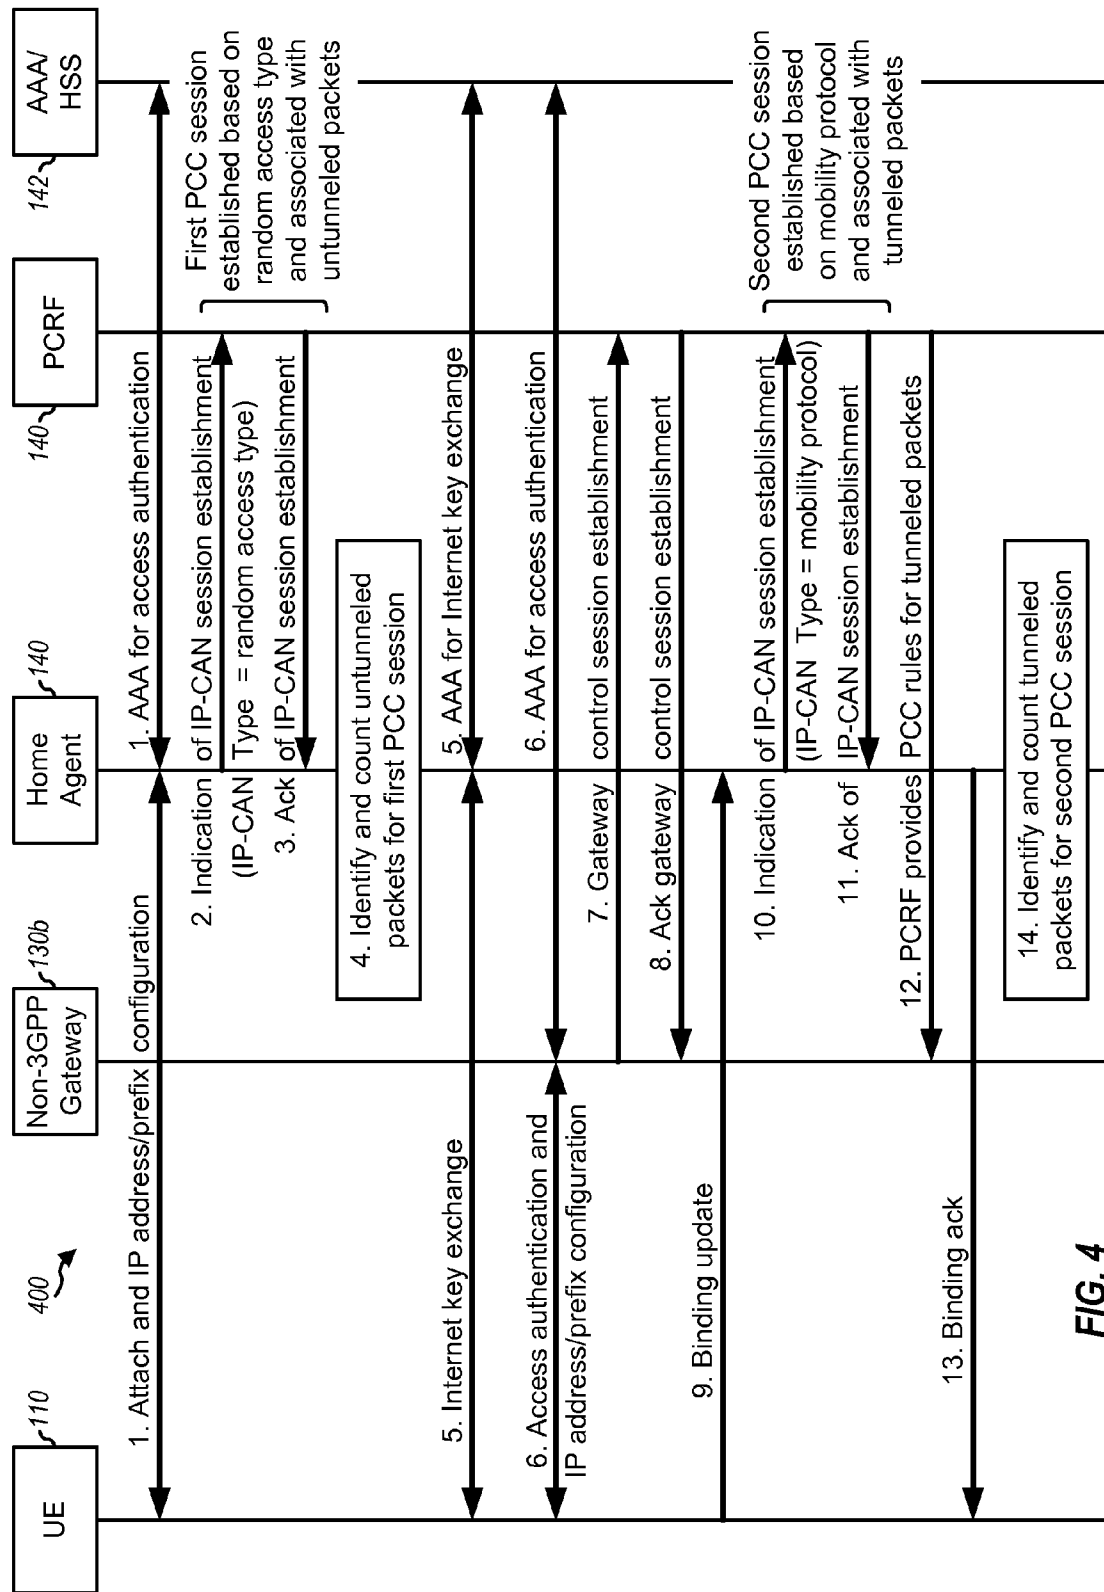 400
UE
110
Non-3GPP
Gateway
130b
Home
Agent
140
PCRF
140
AAA/
HSS
142
1. Attach and IP address/prefix configuration
1. AAA for access authentication
2. Indication of IP-CAN session establishment
(IP-CAN Type = random access type)
3. Ack of IP-CAN session establishment
First PCC session
established based on
random access type
and associated with
untunneled packets
4. Identify and count untunneled
packets for first PCC session
5. Internet key exchange
5. AAA for Internet key exchange
6. Access authentication and
IP address/prefix configuration
6. AAA for access authentication
7. Gateway control session establishment
8. Ack gateway control session establishment
9. Binding update
10. Indication of IP-CAN session establishment
(IP-CAN Type = mobility protocol)
11. Ack of IP-CAN session establishment
Second PCC session
established based
on mobility protocol
and associated with
tunneled packets
12. PCRF provides PCC rules for tunneled packets
13. Binding ack
14. Identify and count tunneled
packets for second PCC session
FIG. 4